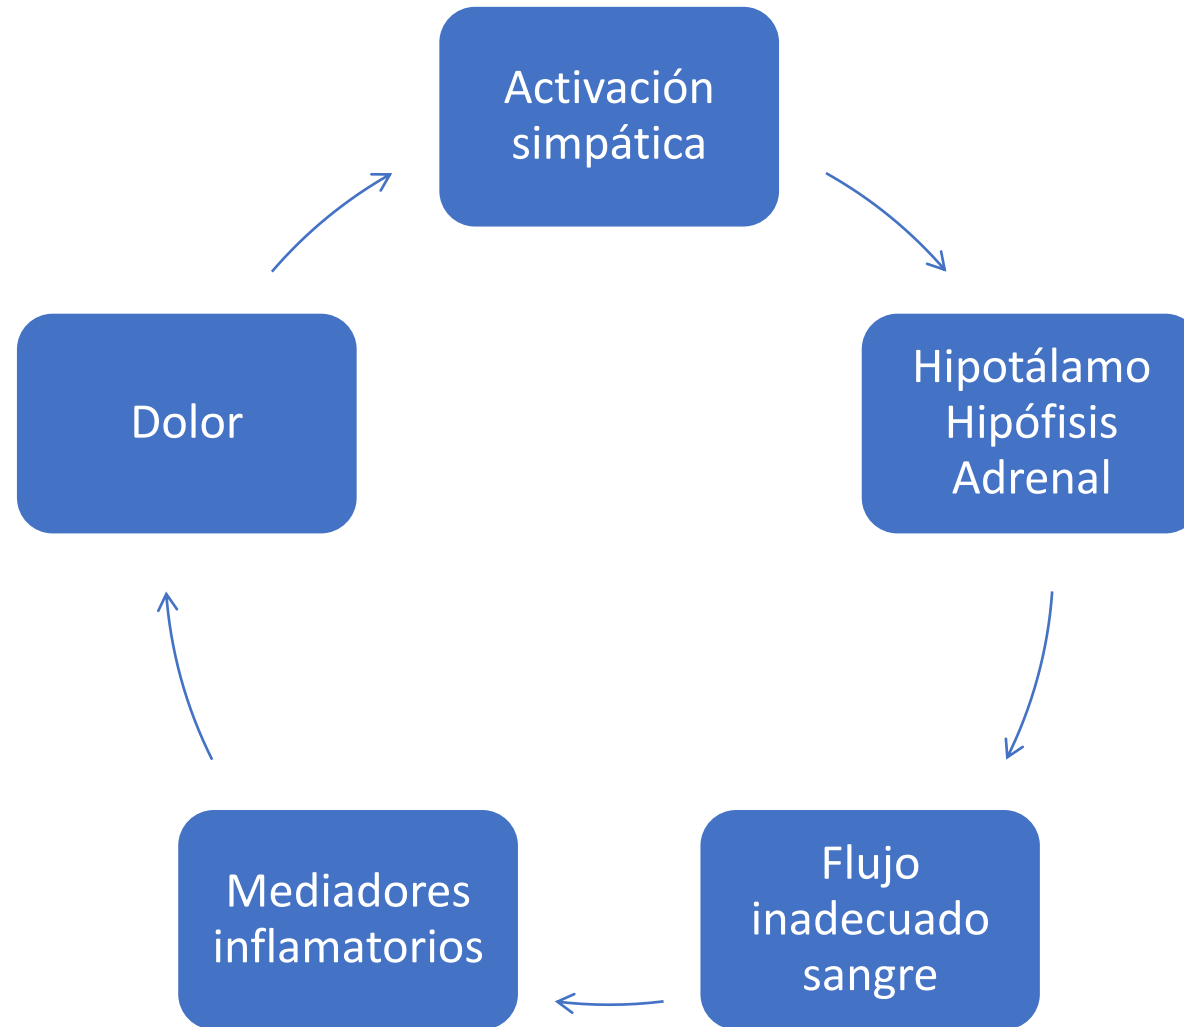 Activación
simpática
Hipotálamo
Hipófisis
Adrenal
Flujo
inadecuado
sangre
Mediadores
inflamatorios
Dolor